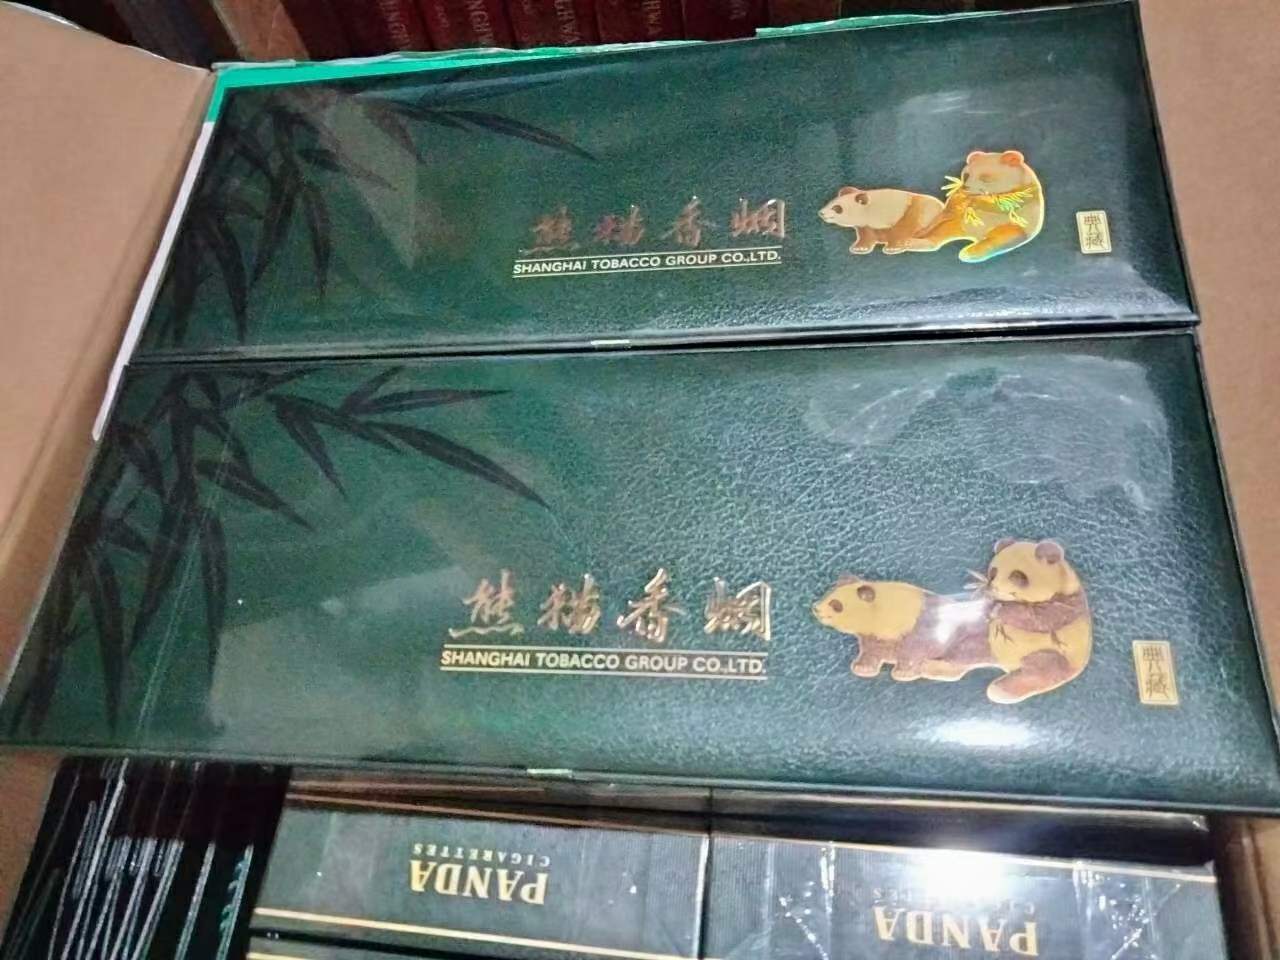 熊猫香烟
SHANGHAI TOBACCO GROUP CO.,LTD.
典藏
熊猫香烟
SHANGHAI TOBACCO GROUP CO.,LTD.
典藏
PANDA
CIGARETTES
PANDA